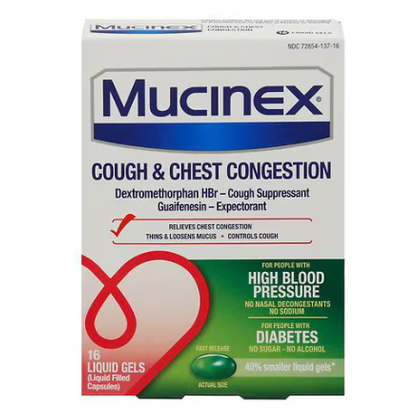 NDC 72854-137-16
Mucinex®
COUGH & CHEST CONGESTION
Dextromethorphan HBr – Cough Suppressant
Guaifenesin – Expectorant
RELIEVES CHEST CONGESTION
THINS & LOOSENS MUCUS • CONTROLS COUGH
FOR PEOPLE WITH
HIGH BLOOD
PRESSURE
NO NASAL DECONGESTANTS
NO SODIUM
FOR PEOPLE WITH
DIABETES
NO SUGAR – NO ALCOHOL
40% smaller liquid gels*
FAST RELEASE
ACTUAL SIZE
16
LIQUID GELS
(Liquid Filled
Capsules)
COUGH & CHEST
CONGESTION
16 LIQUID GELS